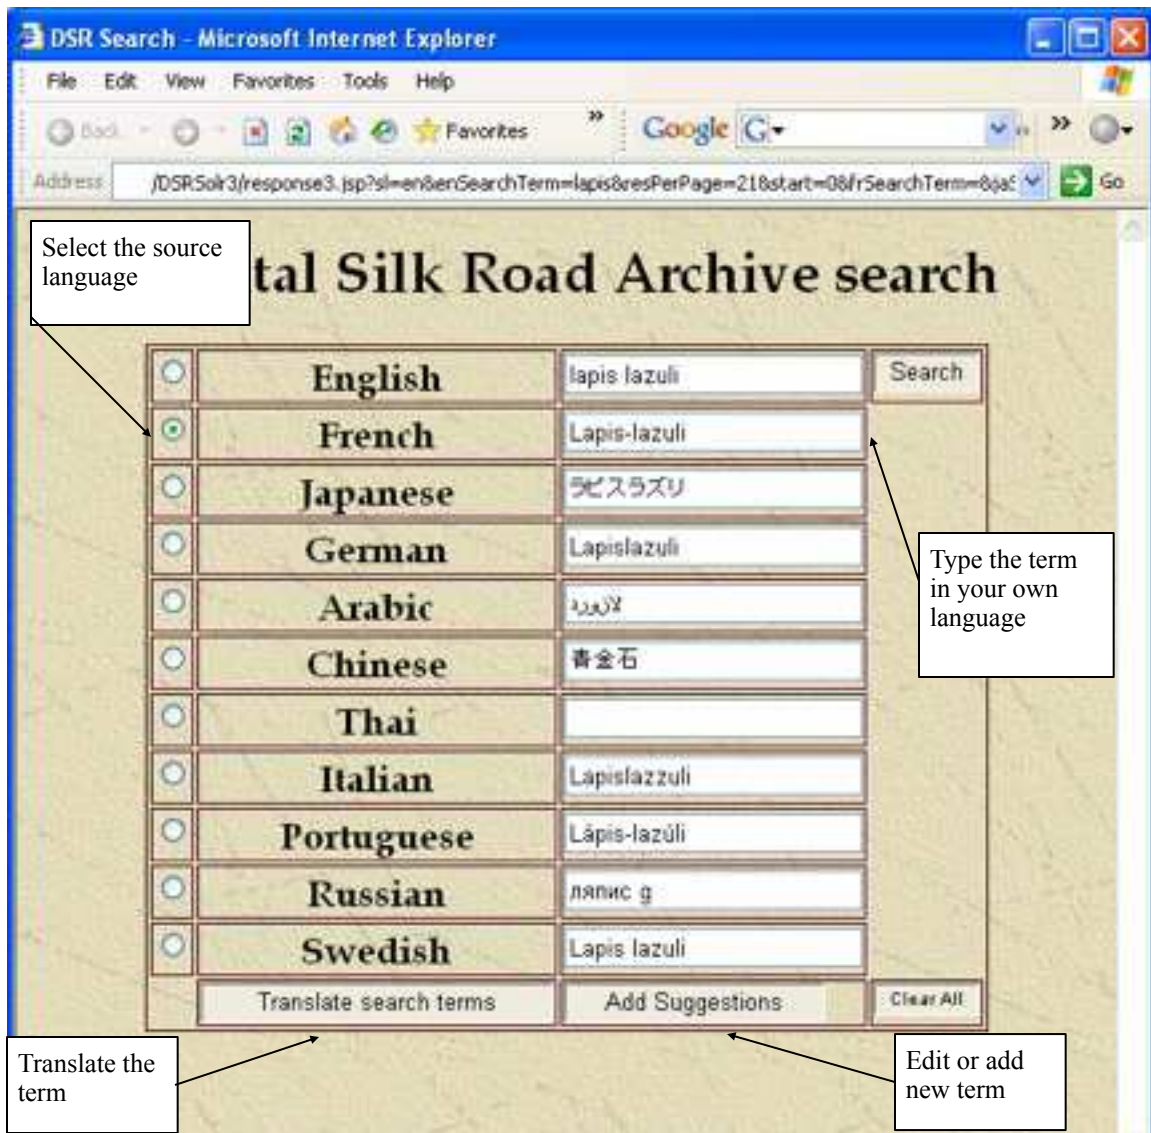 DSR Search - Microsoft Internet Explorer
File Edit View Favorites Tools Help
Back Favorites » Google G »
Address /DSRSolr3/response3.jsp?sl=en&enSearchTerm=lapis&resPerPage=21&start=0&frSearchTerm=&jaS Go
Select the source
language
tal Silk Road Archive search
English lapis lazuli Search
French Lapis-lazuli
Japanese ラピスラズリ
German Lapislazuli
Type the term
in your own
language
Arabic لازورد
Chinese 青金石
Thai
Italian Lapislazzuli
Portuguese Lápis-lazúli
Russian ляпис g
Swedish Lapis lazuli
Translate search terms Add Suggestions Clear All
Translate the
term
Edit or add
new term